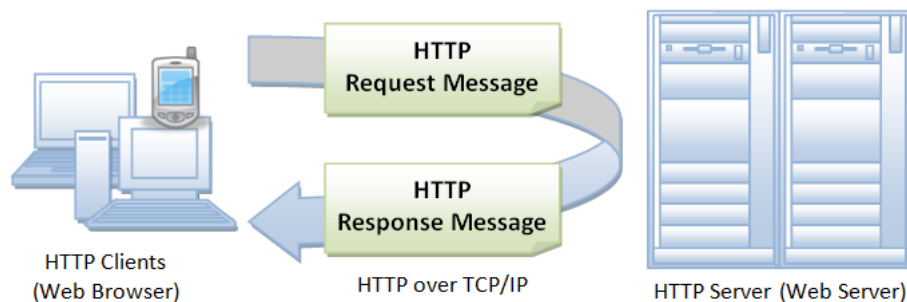 HTTP
Request Message
HTTP
Response Message
HTTP Clients
(Web Browser)
HTTP over TCP/IP
HTTP Server (Web Server)